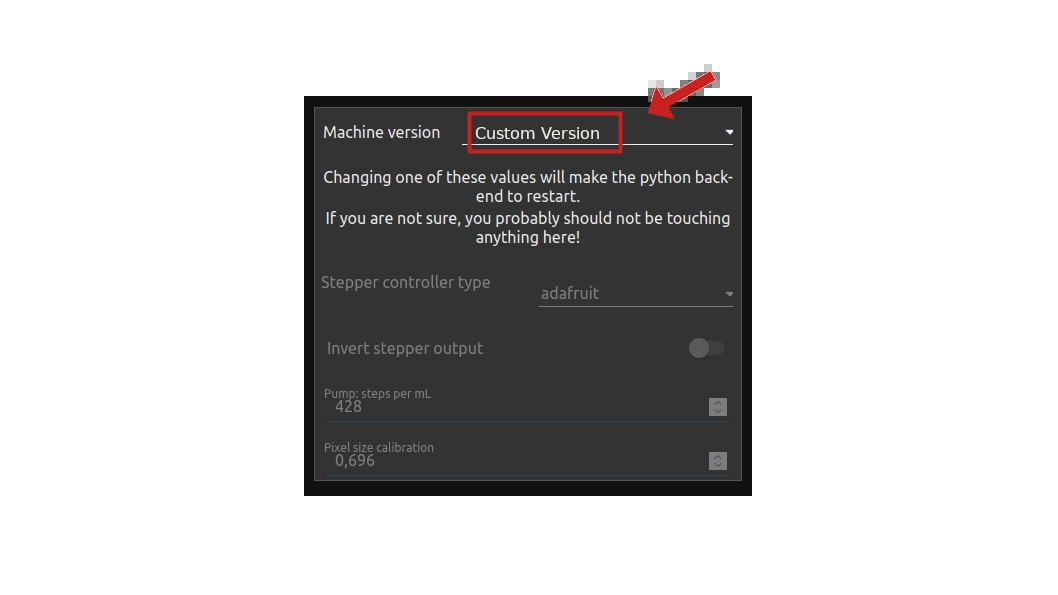 Machine version
Custom Version
Changing one of these values will make the python back-
end to restart.
If you are not sure, you probably should not be touching
anything here!
Stepper controller type
adafruit
Invert stepper output
Pump: steps per mL
428
Pixel size calibration
0,696